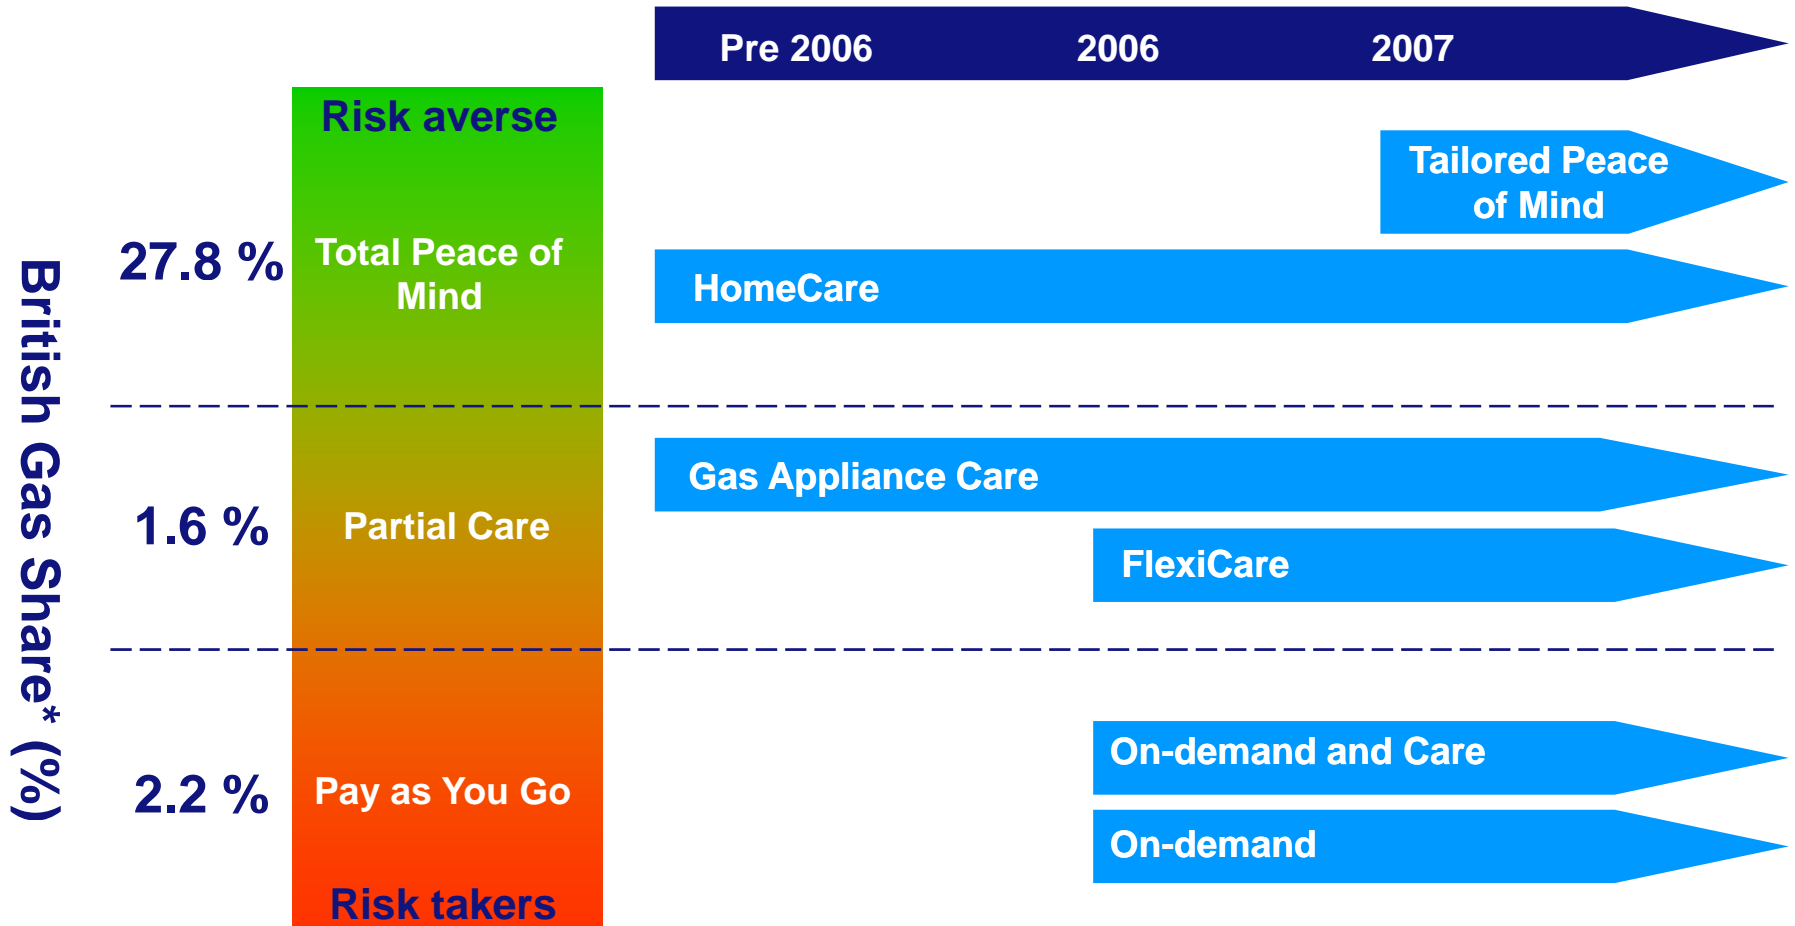 Pre 2006 2006 2007
Risk averse
Tailored Peace
of Mind
British Gas Share* (%)
27.8 %
Total Peace of
Mind
HomeCare
Gas Appliance Care
1.6 %
Partial Care
FlexiCare
On-demand and Care
2.2 %
Pay as You Go
On-demand
Risk takers